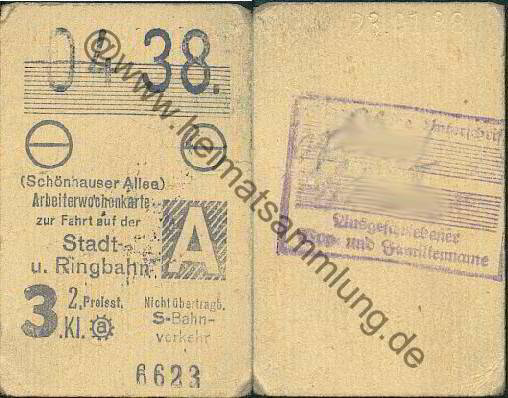 04 38.
(Schönhauser Allee)
Arbeiterwochenkarte
zur Fahrt auf der
Stadt-
u. Ringbahn
A
3.Kl.
2.Preisst.
a
Nicht übertragb.
S-Bahn-
verkehr
6623
Unterschrift
Ausgeschriebener
Vor- und Familienname
©www.heimatsammlung.de